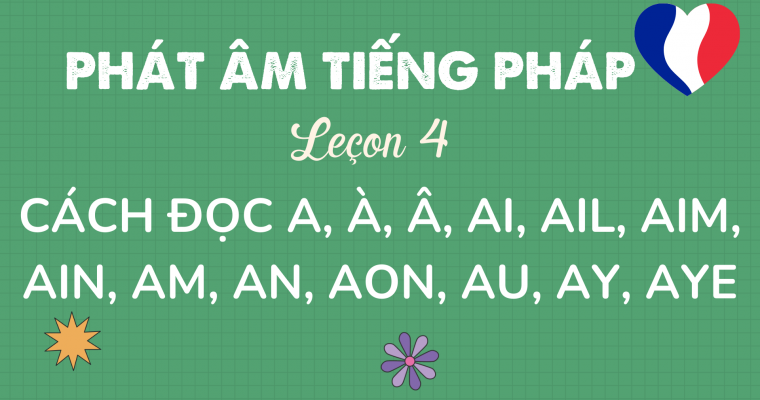 PHÁT ÂM TIẾNG PHÁP
Leçon 4
CÁCH ĐỌC A, À, Â, AI, AIL, AIM,
AIN, AM, AN, AON, AU, AY, AYE